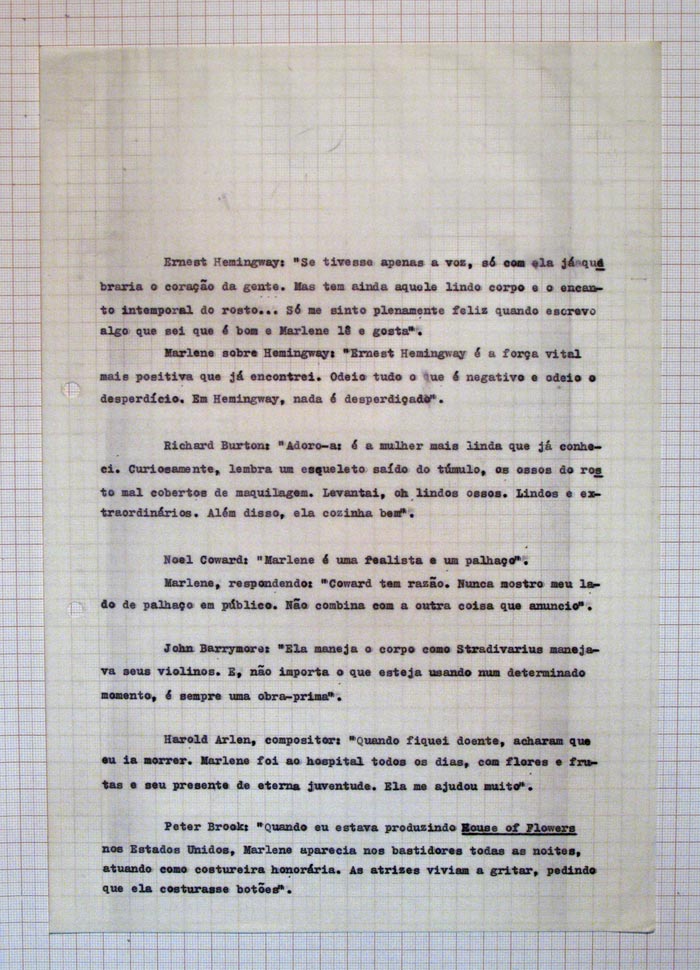 Ernest Hemingway: "Se tivesse apenas a voz, só com ela já que
braria o coração da gente. Mas tem ainda aquele lindo corpo e o encan-
to intemporal do rosto... Só me sinto plenamente feliz quando escrevo
algo que sei que é bom e Marlene lê e gosta".
Marlene sobre Hemingway: "Ernest Hemingway é a força vital
mais positiva que já encontrei. Odeio tudo o que é negativo e odeio o
desperdício. Em Hemingway, nada é desperdiçado".
Richard Burton: "Adoro-a: é a mulher mais linda que já conhe-
ci. Curiosamente, lembra um esqueleto saído do túmulo, os ossos do ros
to mal cobertos de maquilagem. Levantai, oh lindos ossos. Lindos e ex-
traordinários. Além disso, ela cozinha bem".
Noel Coward: "Marlene é uma realista e um palhaço".
Marlene, respondendo: "Coward tem razão. Nunca mostro meu la-
do de palhaço em público. Não combina com a outra coisa que anuncio".
John Barrymore: "Ela maneja o corpo como Stradivarius maneja-
va seus violinos. E, não importa o que esteja usando num determinado
momento, é sempre uma obra-prima".
Harold Arlen, compositor: "Quando fiquei doente, acharam que
eu ia morrer. Marlene foi ao hospital todos os dias, com flores e fru-
tas e seu presente de eterna juventude. Ela me ajudou muito".
Peter Brook: "Quando eu estava produzindo House of Flowers
nos Estados Unidos, Marlene aparecia nos bastidores todas as noites,
atuando como costureira honorária. As atrizes viviam a gritar, pedindo
que ela costurasse botões".